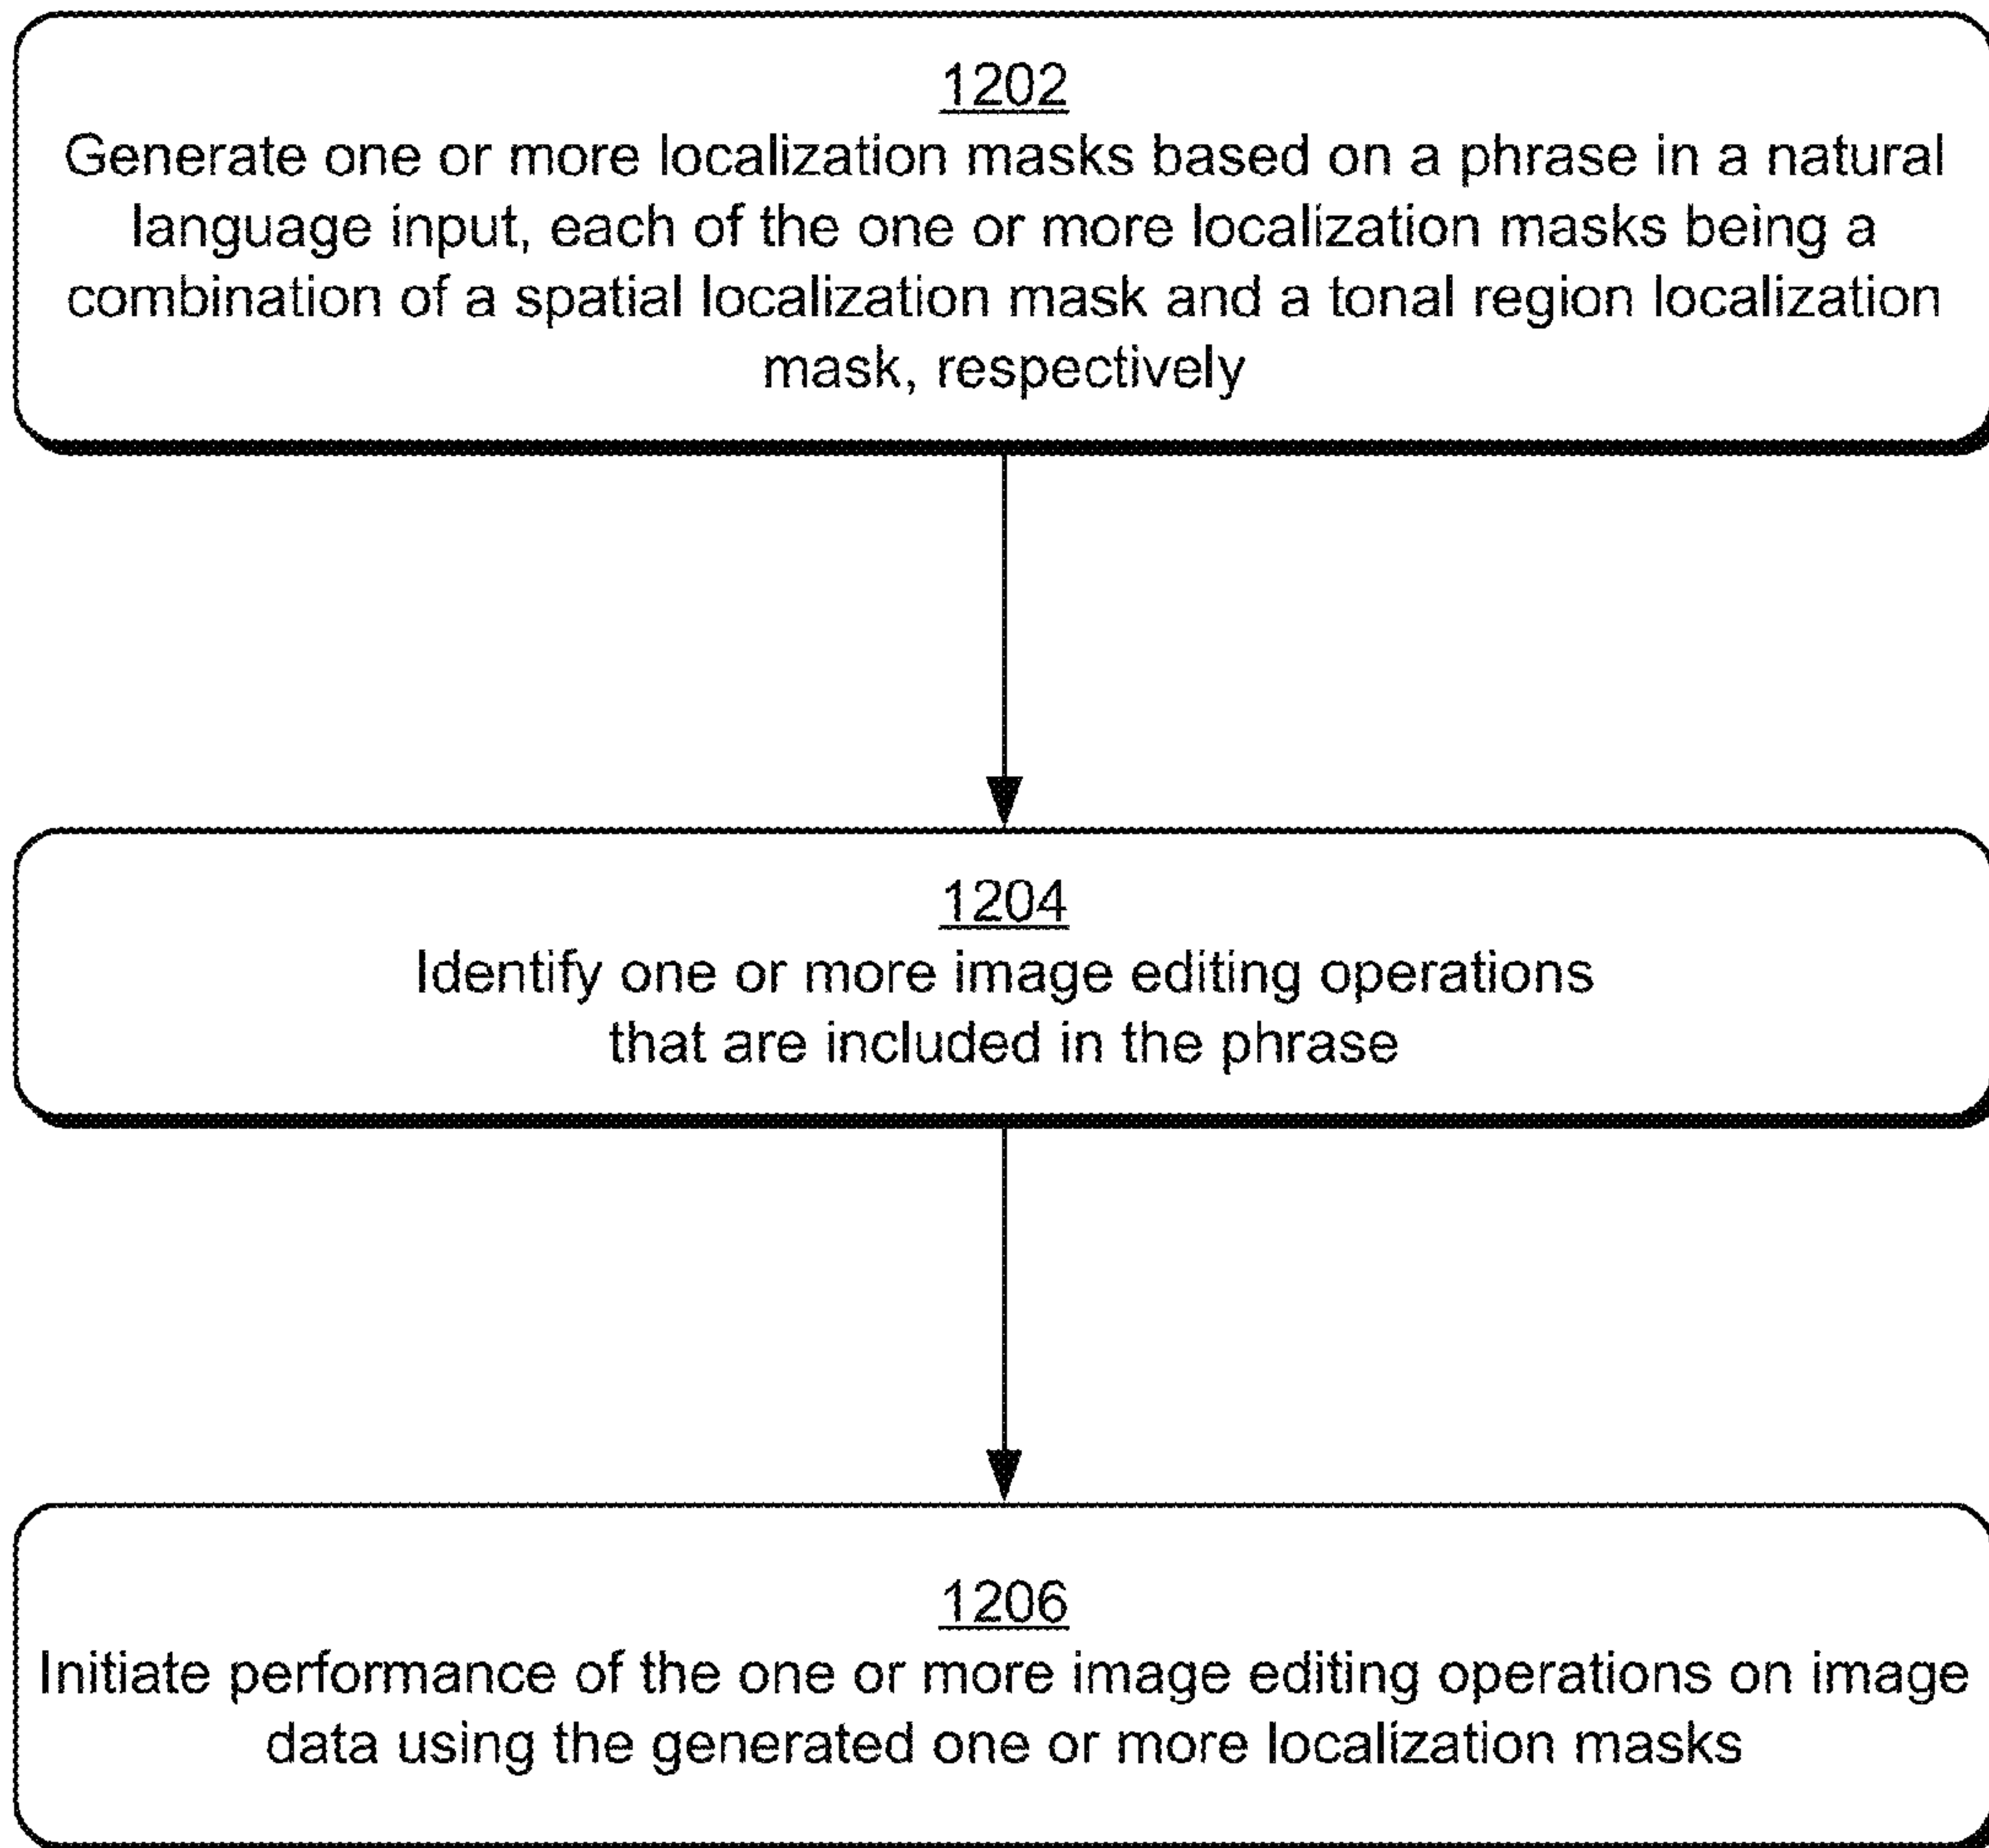 1202
Generate one or more localization masks based on a phrase in a natural
language input, each of the one or more localization masks being a
combination of a spatial localization mask and a tonal region localization
mask, respectively
1204
Identify one or more image editing operations
that are included in the phrase
1206
Initiate performance of the one or more image editing operations on image
data using the generated one or more localization masks